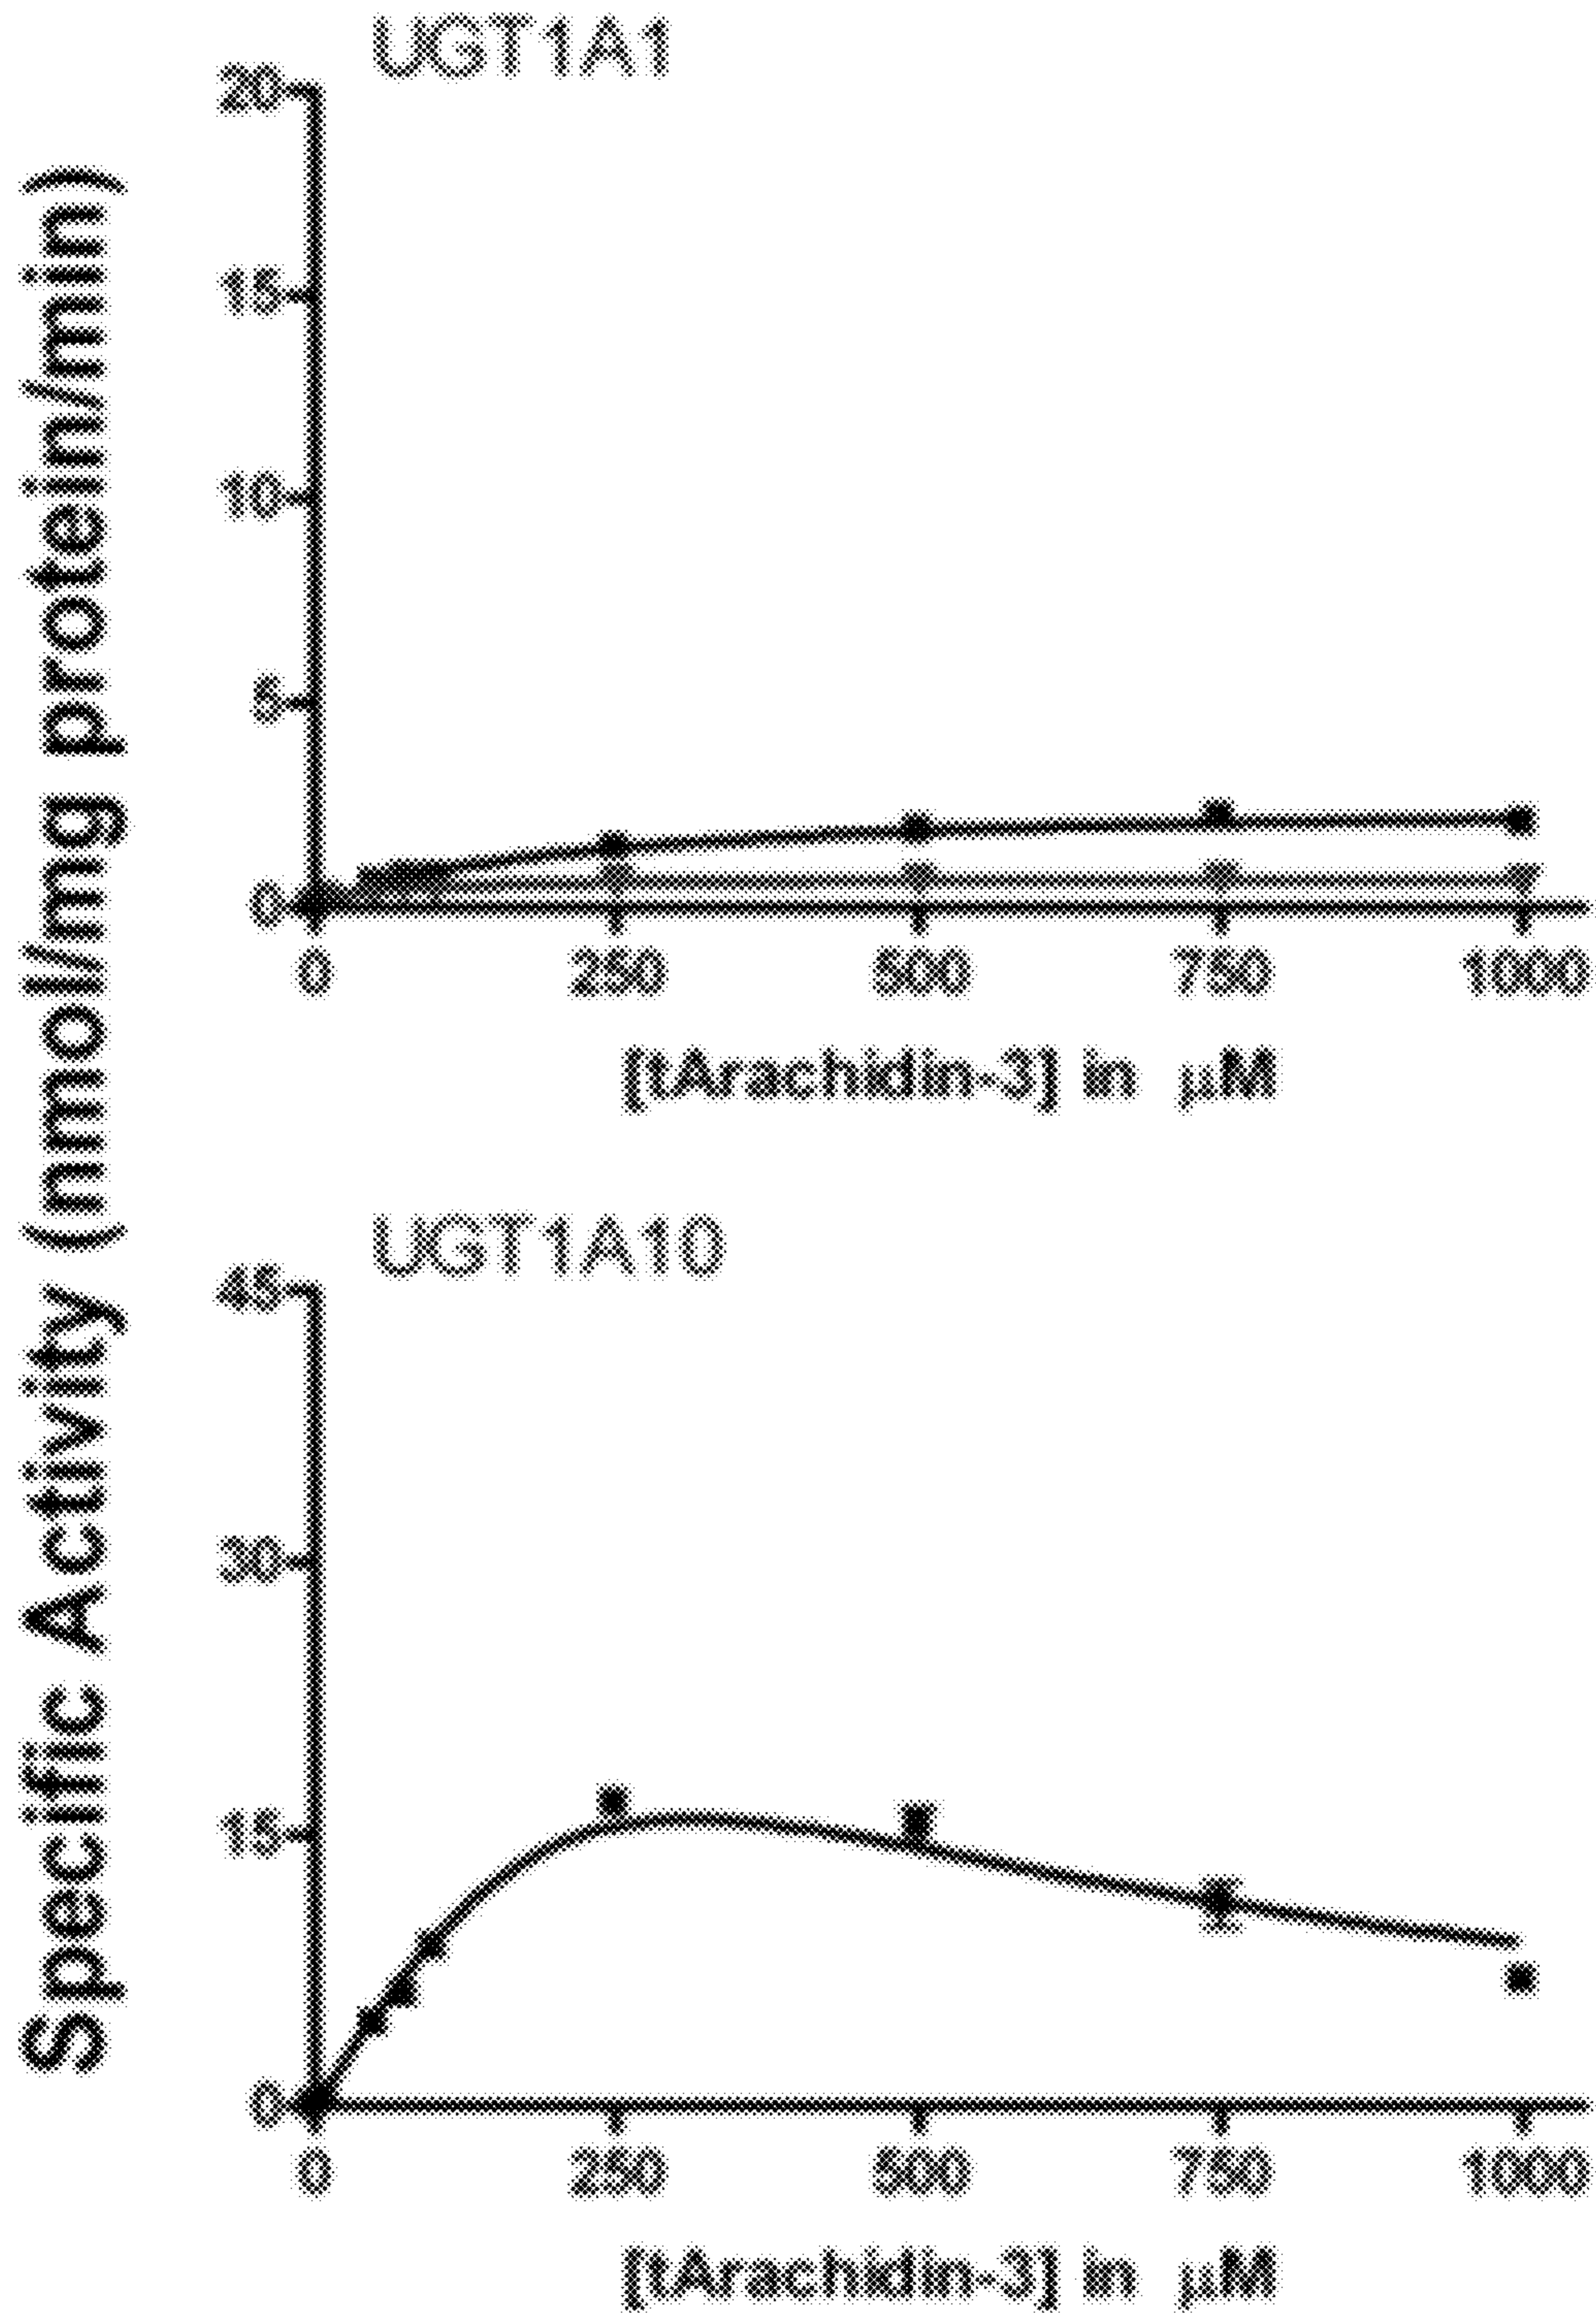 Specific Activity (nmol/mg protein/min)
UGT1A1
20
15
10
5
0
0 250 500 750 1000
[tArachidin-3] in μM
UGT1A10
45
30
15
0
0 250 500 750 1000
[tArachidin-3] in μM